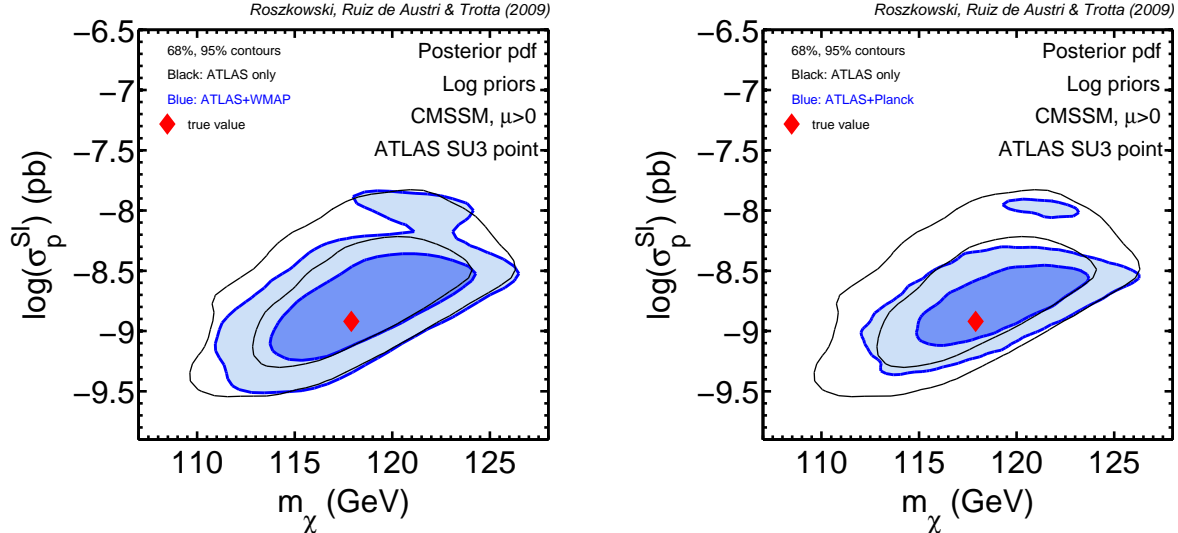 Roszkowski, Ruiz de Austri & Trotta (2009)
68%, 95% contours
Black: ATLAS only
Blue: ATLAS+WMAP
true value
Posterior pdf
Log priors
CMSSM, μ>0
ATLAS SU3 point
−6.5
−7
−7.5
−8
−8.5
−9
−9.5
log(σ_p^SI) (pb)
110 115 120 125
m_χ (GeV)
Roszkowski, Ruiz de Austri & Trotta (2009)
68%, 95% contours
Black: ATLAS only
Blue: ATLAS+Planck
true value
Posterior pdf
Log priors
CMSSM, μ>0
ATLAS SU3 point
−6.5
−7
−7.5
−8
−8.5
−9
−9.5
log(σ_p^SI) (pb)
110 115 120 125
m_χ (GeV)